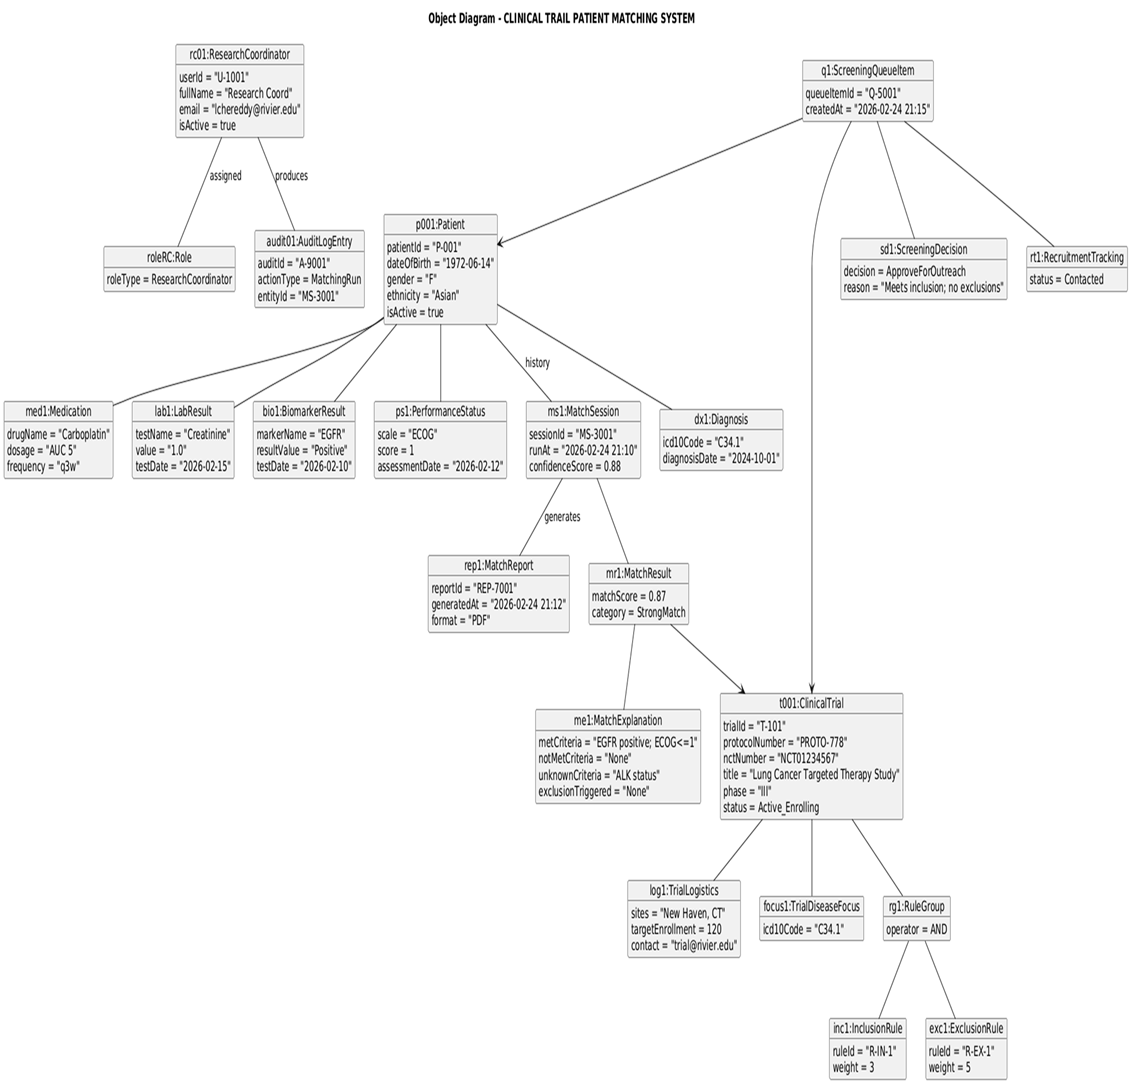 Object Diagram - CLINICAL TRAIL PATIENT MATCHING SYSTEM
rc01:ResearchCoordinator
userId = "U-1001"
fullName = "Research Coord"
email = "lchereddy@rivier.edu"
isActive = true
q1:ScreeningQueueItem
queueItemId = "Q-5001"
createdAt = "2026-02-24 21:15"
assigned
produces
roleRC:Role
roleType = ResearchCoordinator
audit01:AuditLogEntry
auditId = "A-9001"
actionType = MatchingRun
entityId = "MS-3001"
p001:Patient
patientId = "P-001"
dateOfBirth = "1972-06-14"
gender = "F"
ethnicity = "Asian"
isActive = true
sd1:ScreeningDecision
decision = ApproveForOutreach
reason = "Meets inclusion; no exclusions"
rt1:RecruitmentTracking
status = Contacted
history
med1:Medication
drugName = "Carboplatin"
dosage = "AUC 5"
frequency = "q3w"
lab1:LabResult
testName = "Creatinine"
value = "1.0"
testDate = "2026-02-15"
bio1:BiomarkerResult
markerName = "EGFR"
resultValue = "Positive"
testDate = "2026-02-10"
ps1:PerformanceStatus
scale = "ECOG"
score = 1
assessmentDate = "2026-02-12"
ms1:MatchSession
sessionId = "MS-3001"
runAt = "2026-02-24 21:10"
confidenceScore = 0.88
dx1:Diagnosis
icd10Code = "C34.1"
diagnosisDate = "2024-10-01"
generates
rep1:MatchReport
reportId = "REP-7001"
generatedAt = "2026-02-24 21:12"
format = "PDF"
mr1:MatchResult
matchScore = 0.87
category = StrongMatch
me1:MatchExplanation
metCriteria = "EGFR positive; ECOG<=1"
notMetCriteria = "None"
unknownCriteria = "ALK status"
exclusionTriggered = "None"
t001:ClinicalTrial
trialId = "T-101"
protocolNumber = "PROTO-778"
nctNumber = "NCT01234567"
title = "Lung Cancer Targeted Therapy Study"
phase = "III"
status = Active_Enrolling
log1:TrialLogistics
sites = "New Haven, CT"
targetEnrollment = 120
contact = "trial@rivier.edu"
focus1:TrialDiseaseFocus
icd10Code = "C34.1"
rg1:RuleGroup
operator = AND
inc1:InclusionRule
ruleId = "R-IN-1"
weight = 3
exc1:ExclusionRule
ruleId = "R-EX-1"
weight = 5